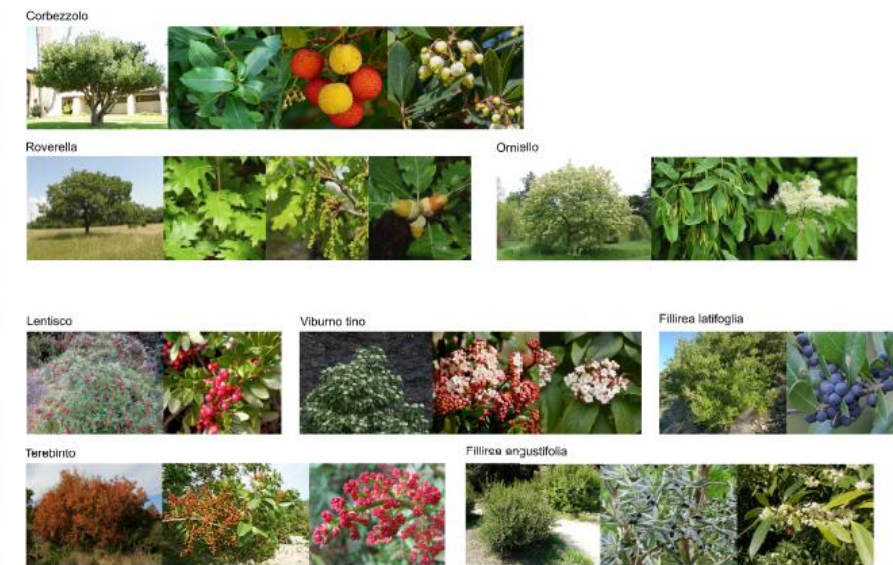 Corbezzolo
Roverella
Orniello
Lentisco
Viburno tino
Fillirea latifoglia
Terebinto
Fillirea angustifolia